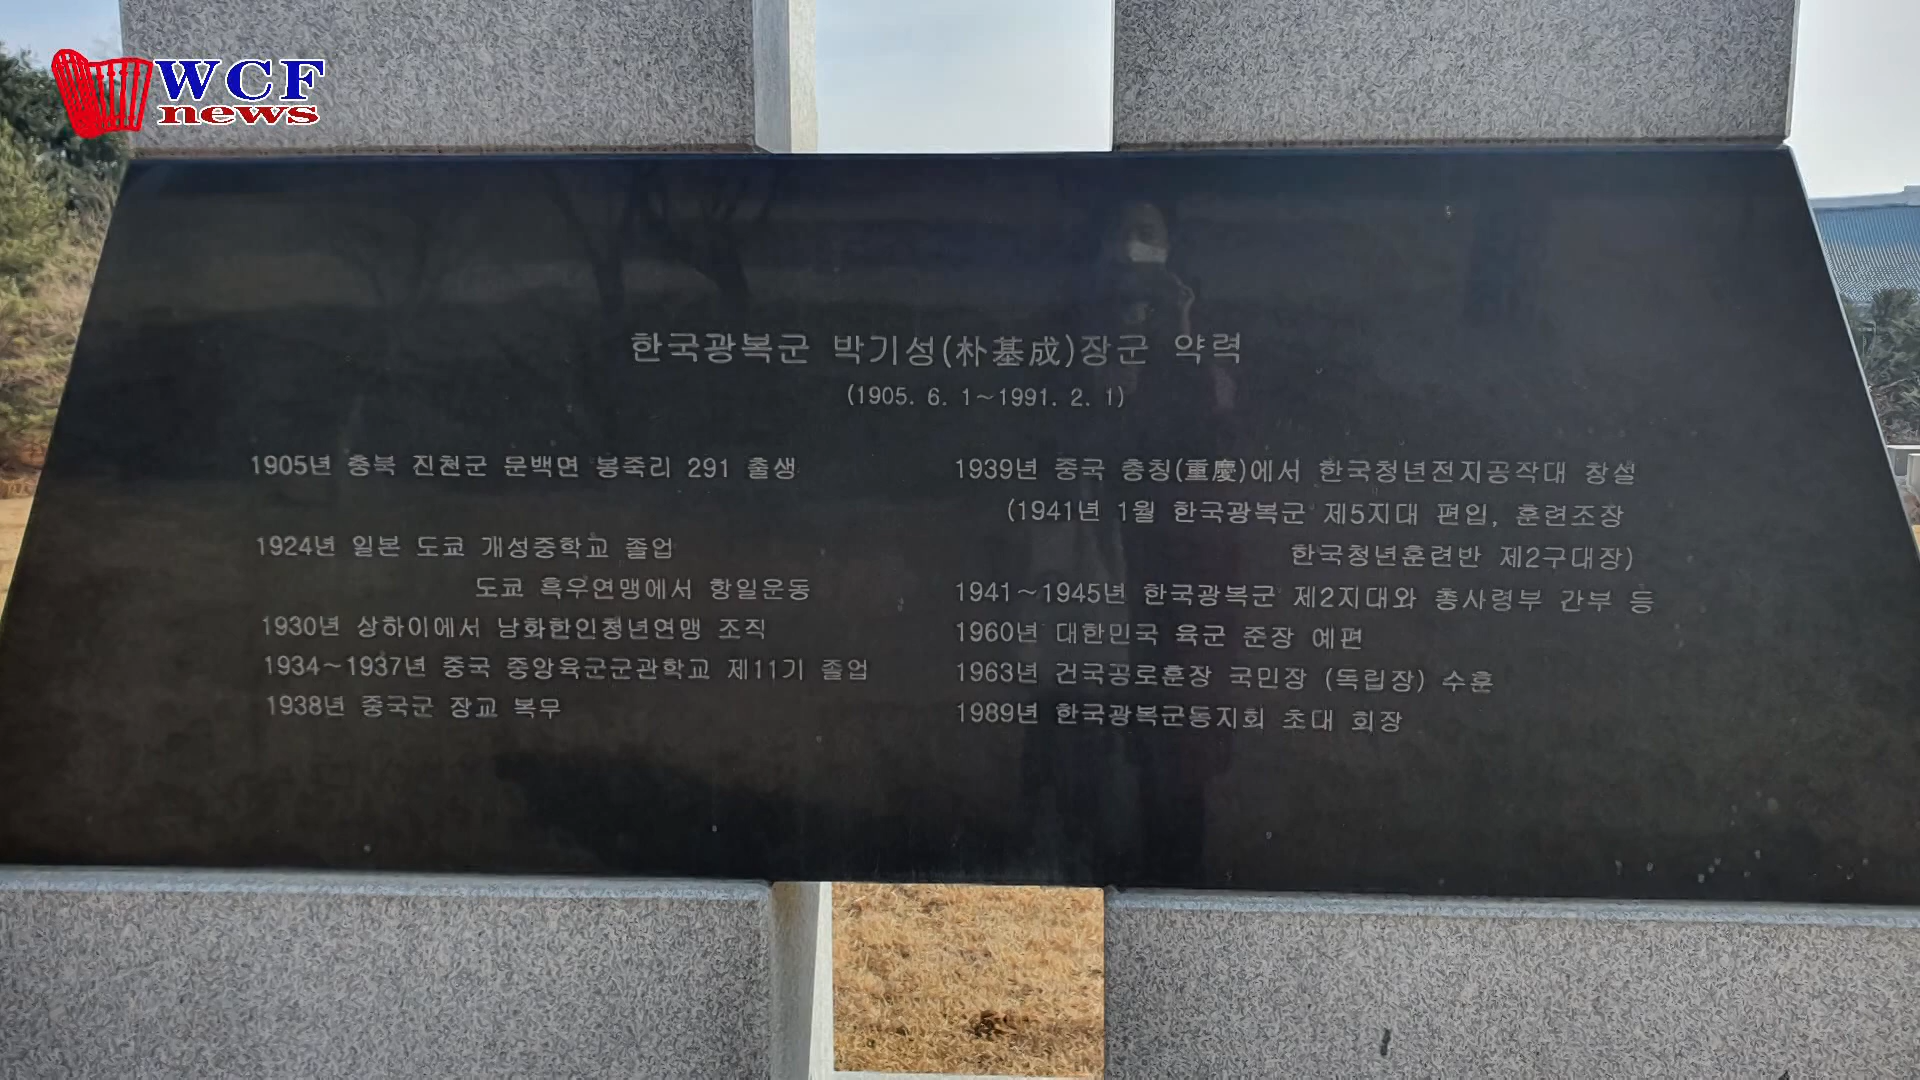 WCF
news
한국광복군 박기성(朴基成)장군 약력
(1905. 6. 1~1991. 2. 1)
1905년 충북 진천군 문백면 봉죽리 291 출생
1924년 일본 도쿄 개성중학교 졸업
도쿄 흑우연맹에서 항일운동
1930년 상하이에서 남화한인청년연맹 조직
1934~1937년 중국 중앙육군군관학교 제11기 졸업
1938년 중국군 장교 복무
1939년 중국 충칭(重慶)에서 한국청년전지공작대 창설
(1941년 1월 한국광복군 제5지대 편입, 훈련조장
한국청년훈련반 제2구대장)
1941~1945년 한국광복군 제2지대와 총사령부 간부 등
1960년 대한민국 육군 준장 예편
1963년 건국공로훈장 국민장 (독립장) 수훈
1989년 한국광복군동지회 초대 회장